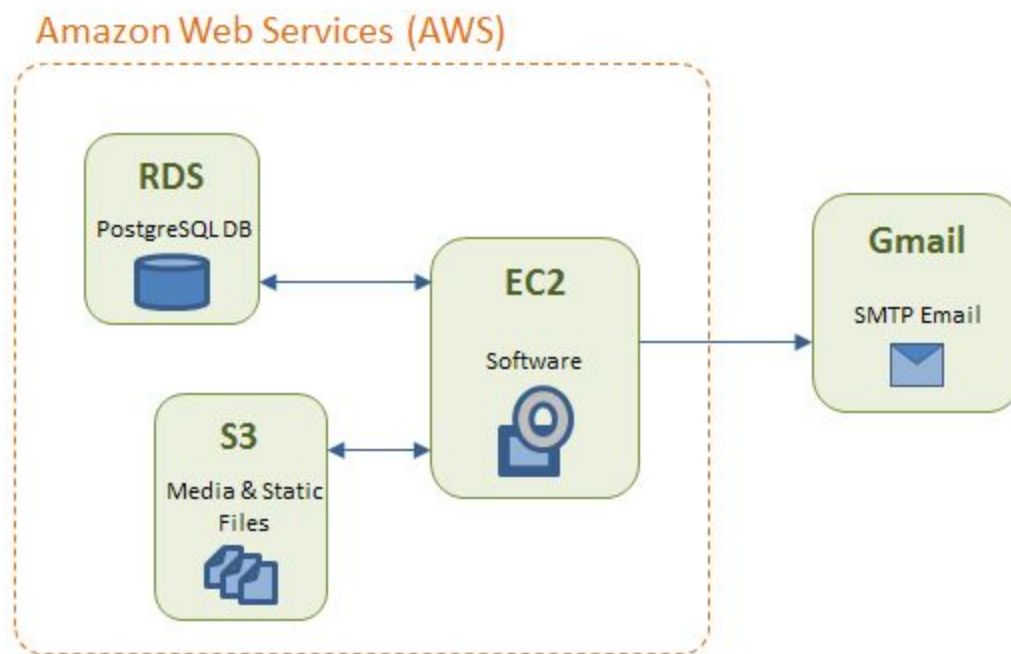 Amazon Web Services (AWS)
RDS
PostgreSQL DB
S3
Media & Static
Files
EC2
Software
Gmail
SMTP Email